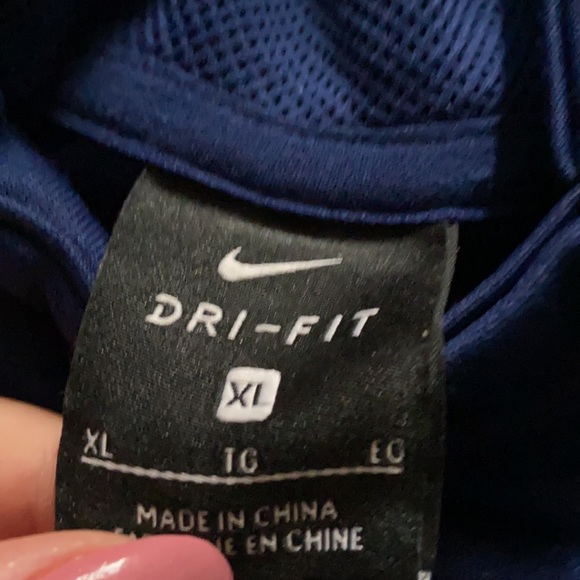 DRI-FIT
XL
XL TG EG
MADE IN CHINA
EN CHINE